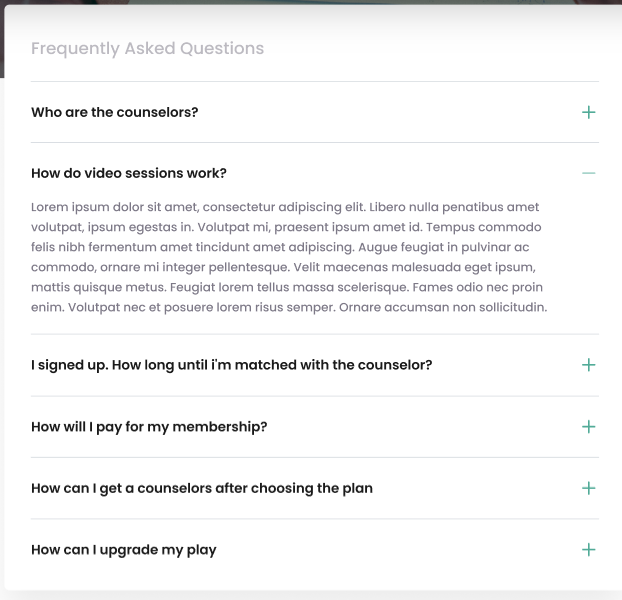 Frequently Asked Questions
Who are the counselors?
How do video sessions work?
Lorem ipsum dolor sit amet, consectetur adipiscing elit. Libero nulla penatibus amet
volutpat, ipsum egestas in. Volutpat mi, praesent ipsum amet id. Tempus commodo
felis nibh fermentum amet tincidunt amet adipiscing. Augue feugiat in pulvinar ac
commodo, ornare mi integer pellentesque. Velit maecenas malesuada eget ipsum,
mattis quisque metus. Feugiat lorem tellus massa scelerisque. Fames odio nec proin
enim. Volutpat nec et posuere lorem risus semper. Ornare accumsan non sollicitudin.
I signed up. How long until i'm matched with the counselor?
How will I pay for my membership?
How can I get a counselors after choosing the plan
How can I upgrade my play